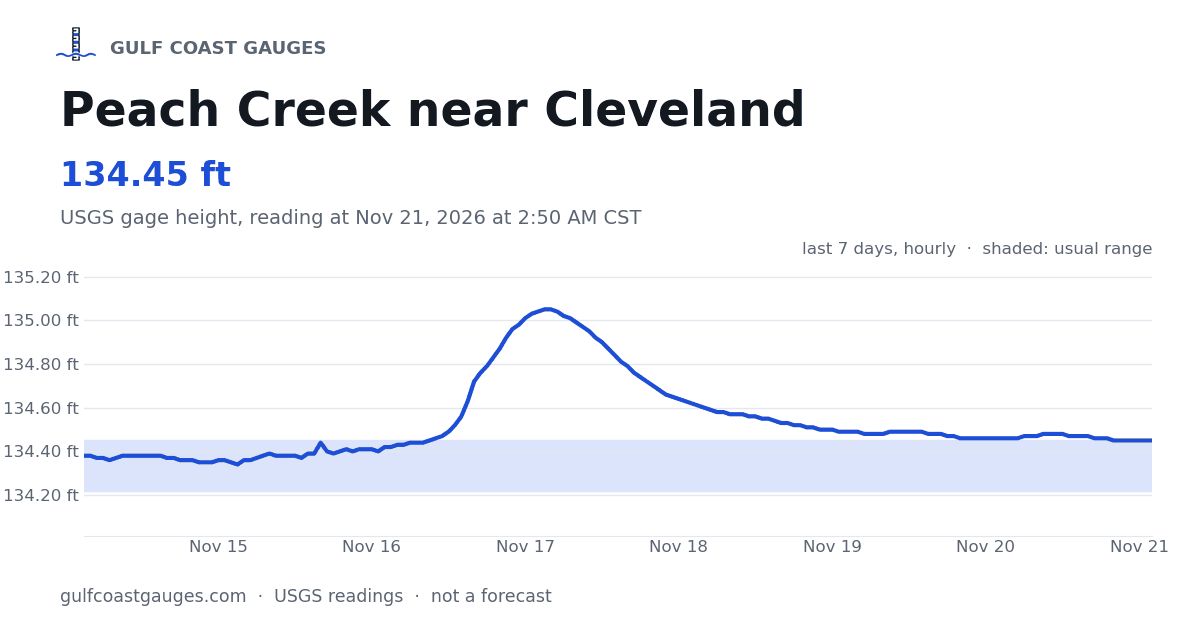 GULF COAST GAUGES
Peach Creek near Cleveland
134.45 ft
USGS gage height, reading at Nov 21, 2026 at 2:50 AM CST
last 7 days, hourly · shaded: usual range
135.20 ft
135.00 ft
134.80 ft
134.60 ft
134.40 ft
134.20 ft
Nov 15 Nov 16 Nov 17 Nov 18 Nov 19 Nov 20 Nov 21
gulfcoastgauges.com · USGS readings · not a forecast